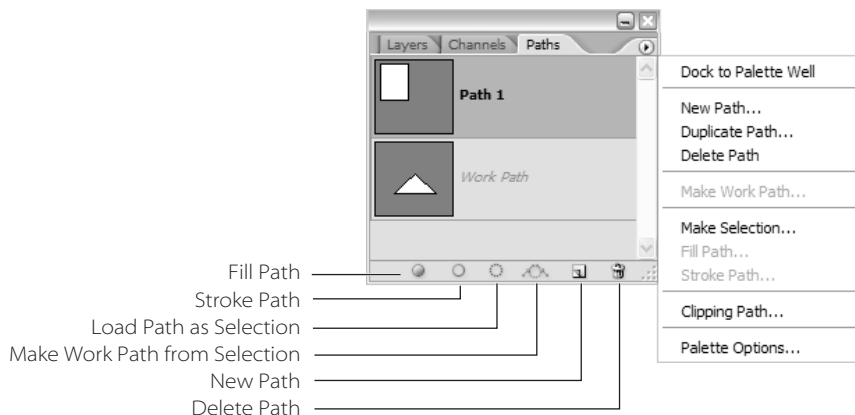 Layers Channels Paths
Path 1
Work Path
Dock to Palette Well
New Path...
Duplicate Path...
Delete Path
Make Work Path...
Make Selection...
Fill Path...
Stroke Path...
Clipping Path...
Palette Options...
Fill Path
Stroke Path
Load Path as Selection
Make Work Path from Selection
New Path
Delete Path